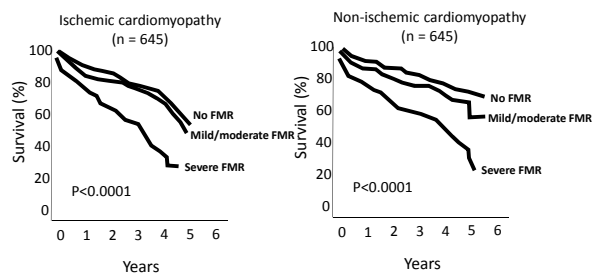 Ischemic cardiomyopathy
(n = 645)
Survival (%)
100
80
60
40
20
0
No FMR
Mild/moderate FMR
Severe FMR
P<0.0001
0 1 2 3 4 5 6
Years
Non-ischemic cardiomyopathy
(n = 645)
Survival (%)
100
80
60
40
20
0
No FMR
Mild/moderate FMR
Severe FMR
P<0.0001
0 1 2 3 4 5 6
Years